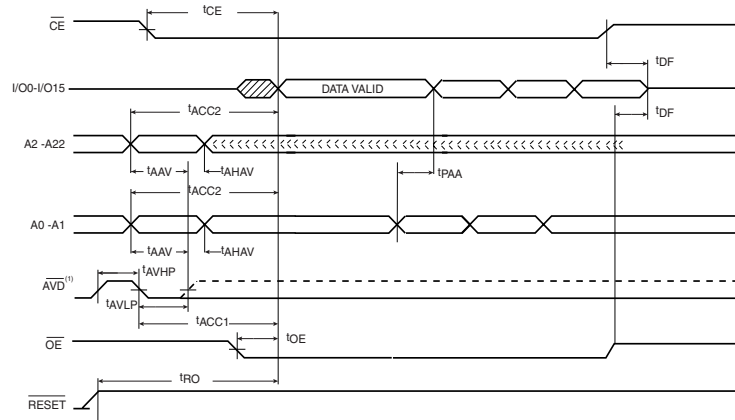 tCE
CE
tDF
I/O0-I/O15
DATA VALID
tACC2
tDF
A2 -A22
tAAV
tAHAV
tPAA
tACC2
A0 -A1
tAAV
tAHAV
tAVHP
AVD(1)
tAVLP
tACC1
tOE
OE
tRO
RESET